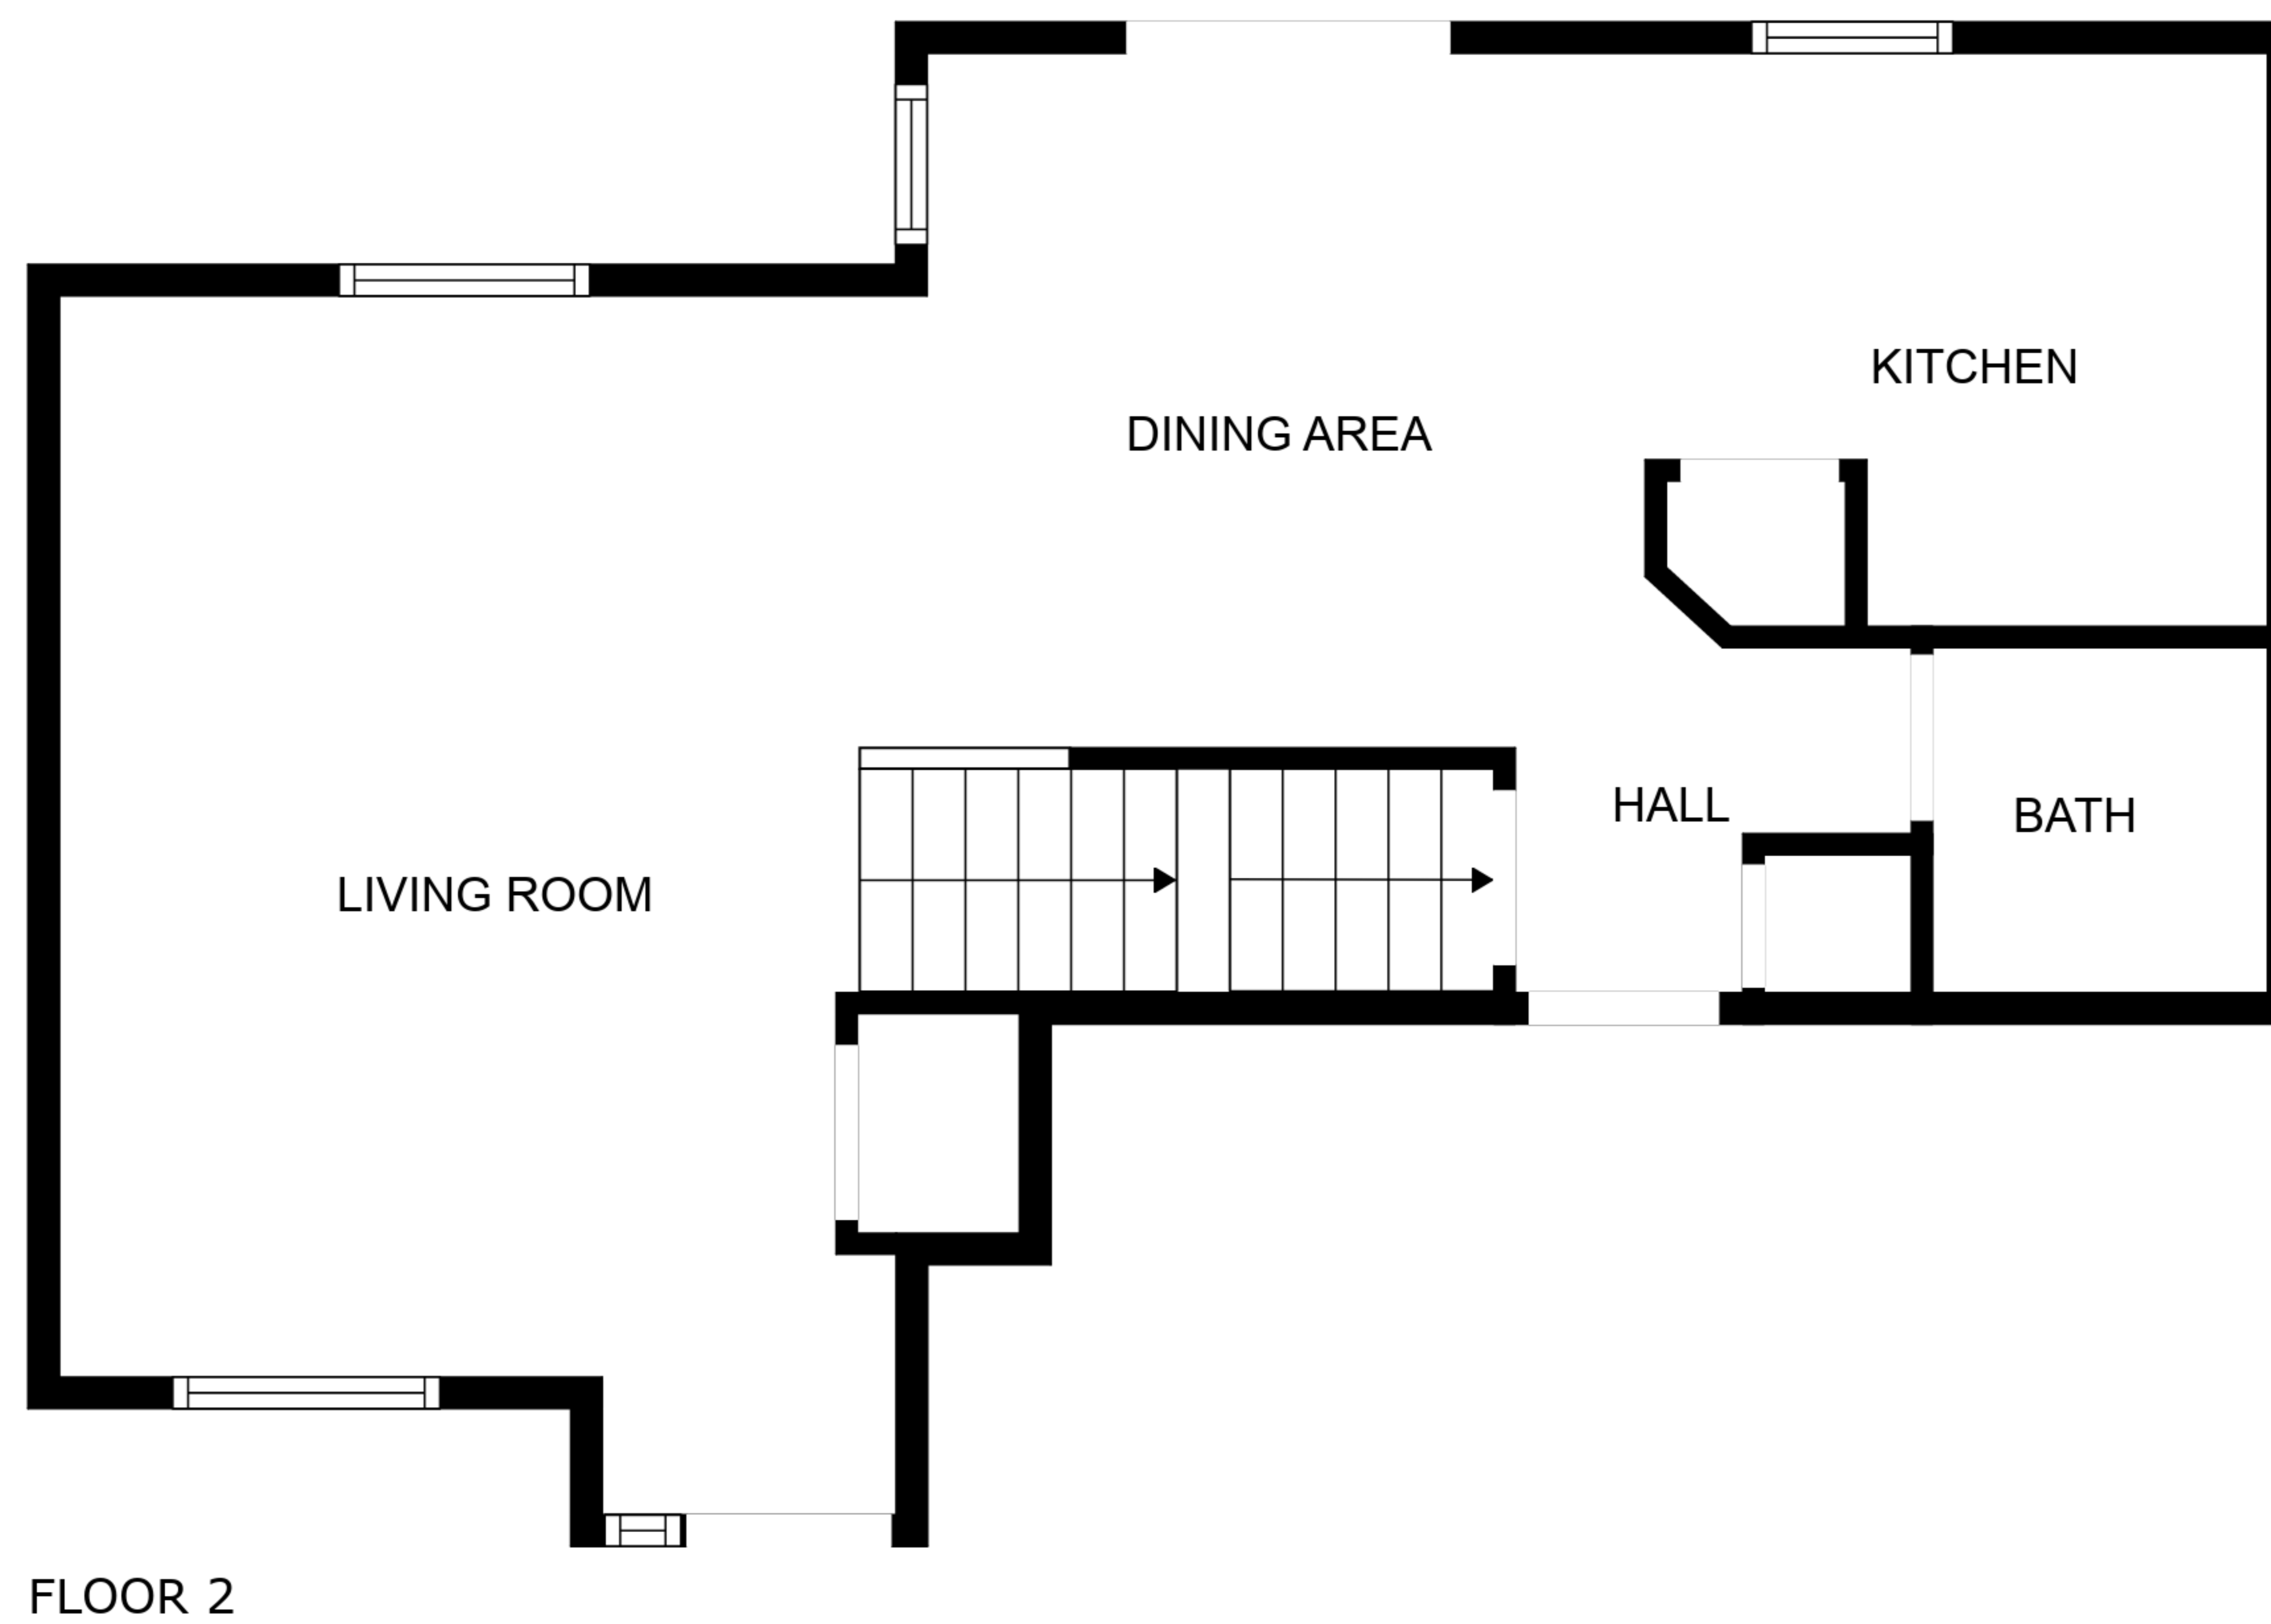 KITCHEN
DINING AREA
HALL
BATH
LIVING ROOM
FLOOR 2